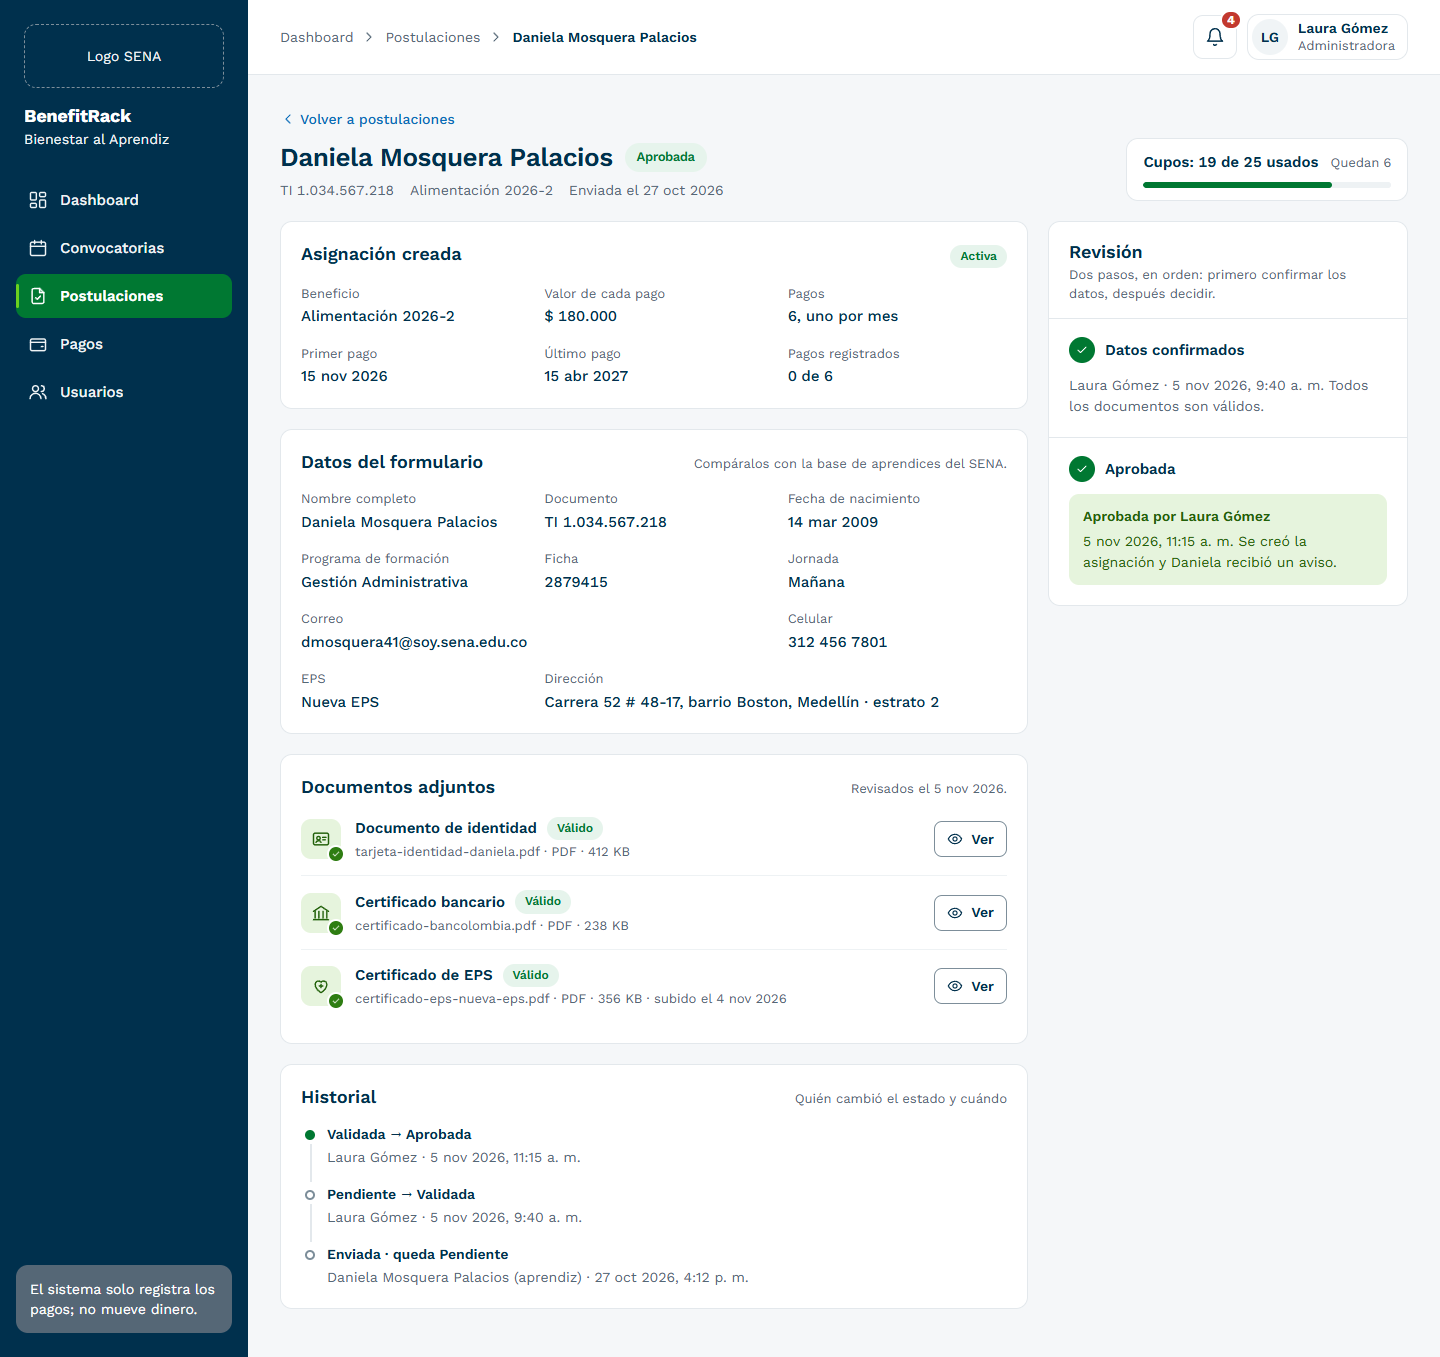 Logo SENA
BenefitRack
Bienestar al Aprendiz
Dashboard
Convocatorias
Postulaciones
Pagos
Usuarios
El sistema solo registra los
pagos; no mueve dinero.
Dashboard > Postulaciones > Daniela Mosquera Palacios
4
LG
Laura Gómez
Administradora
Volver a postulaciones
Daniela Mosquera Palacios Aprobada
TI 1.034.567.218 Alimentación 2026-2 Enviada el 27 oct 2026
Cupos: 19 de 25 usados Quedan 6
Asignación creada Activa
Beneficio Valor de cada pago Pagos
Alimentación 2026-2 $ 180.000 6, uno por mes
Primer pago Último pago Pagos registrados
15 nov 2026 15 abr 2027 0 de 6
Datos del formulario Compáralos con la base de aprendices del SENA.
Nombre completo Documento Fecha de nacimiento
Daniela Mosquera Palacios TI 1.034.567.218 14 mar 2009
Programa de formación Ficha Jornada
Gestión Administrativa 2879415 Mañana
Correo Celular
dmosquera41@soy.sena.edu.co 312 456 7801
EPS Dirección
Nueva EPS Carrera 52 # 48-17, barrio Boston, Medellín · estrato 2
Documentos adjuntos Revisados el 5 nov 2026.
Documento de identidad Válido
tarjeta-identidad-daniela.pdf · PDF · 412 KB
Ver
Certificado bancario Válido
certificado-bancolombia.pdf · PDF · 238 KB
Ver
Certificado de EPS Válido
certificado-eps-nueva-eps.pdf · PDF · 356 KB · subido el 4 nov 2026
Ver
Historial Quién cambió el estado y cuándo
Validada → Aprobada
Laura Gómez · 5 nov 2026, 11:15 a. m.
Pendiente → Validada
Laura Gómez · 5 nov 2026, 9:40 a. m.
Enviada · queda Pendiente
Daniela Mosquera Palacios (aprendiz) · 27 oct 2026, 4:12 p. m.
Revisión
Dos pasos, en orden: primero confirmar los
datos, después decidir.
Datos confirmados
Laura Gómez · 5 nov 2026, 9:40 a. m. Todos
los documentos son válidos.
Aprobada
Aprobada por Laura Gómez
5 nov 2026, 11:15 a. m. Se creó la
asignación y Daniela recibió un aviso.